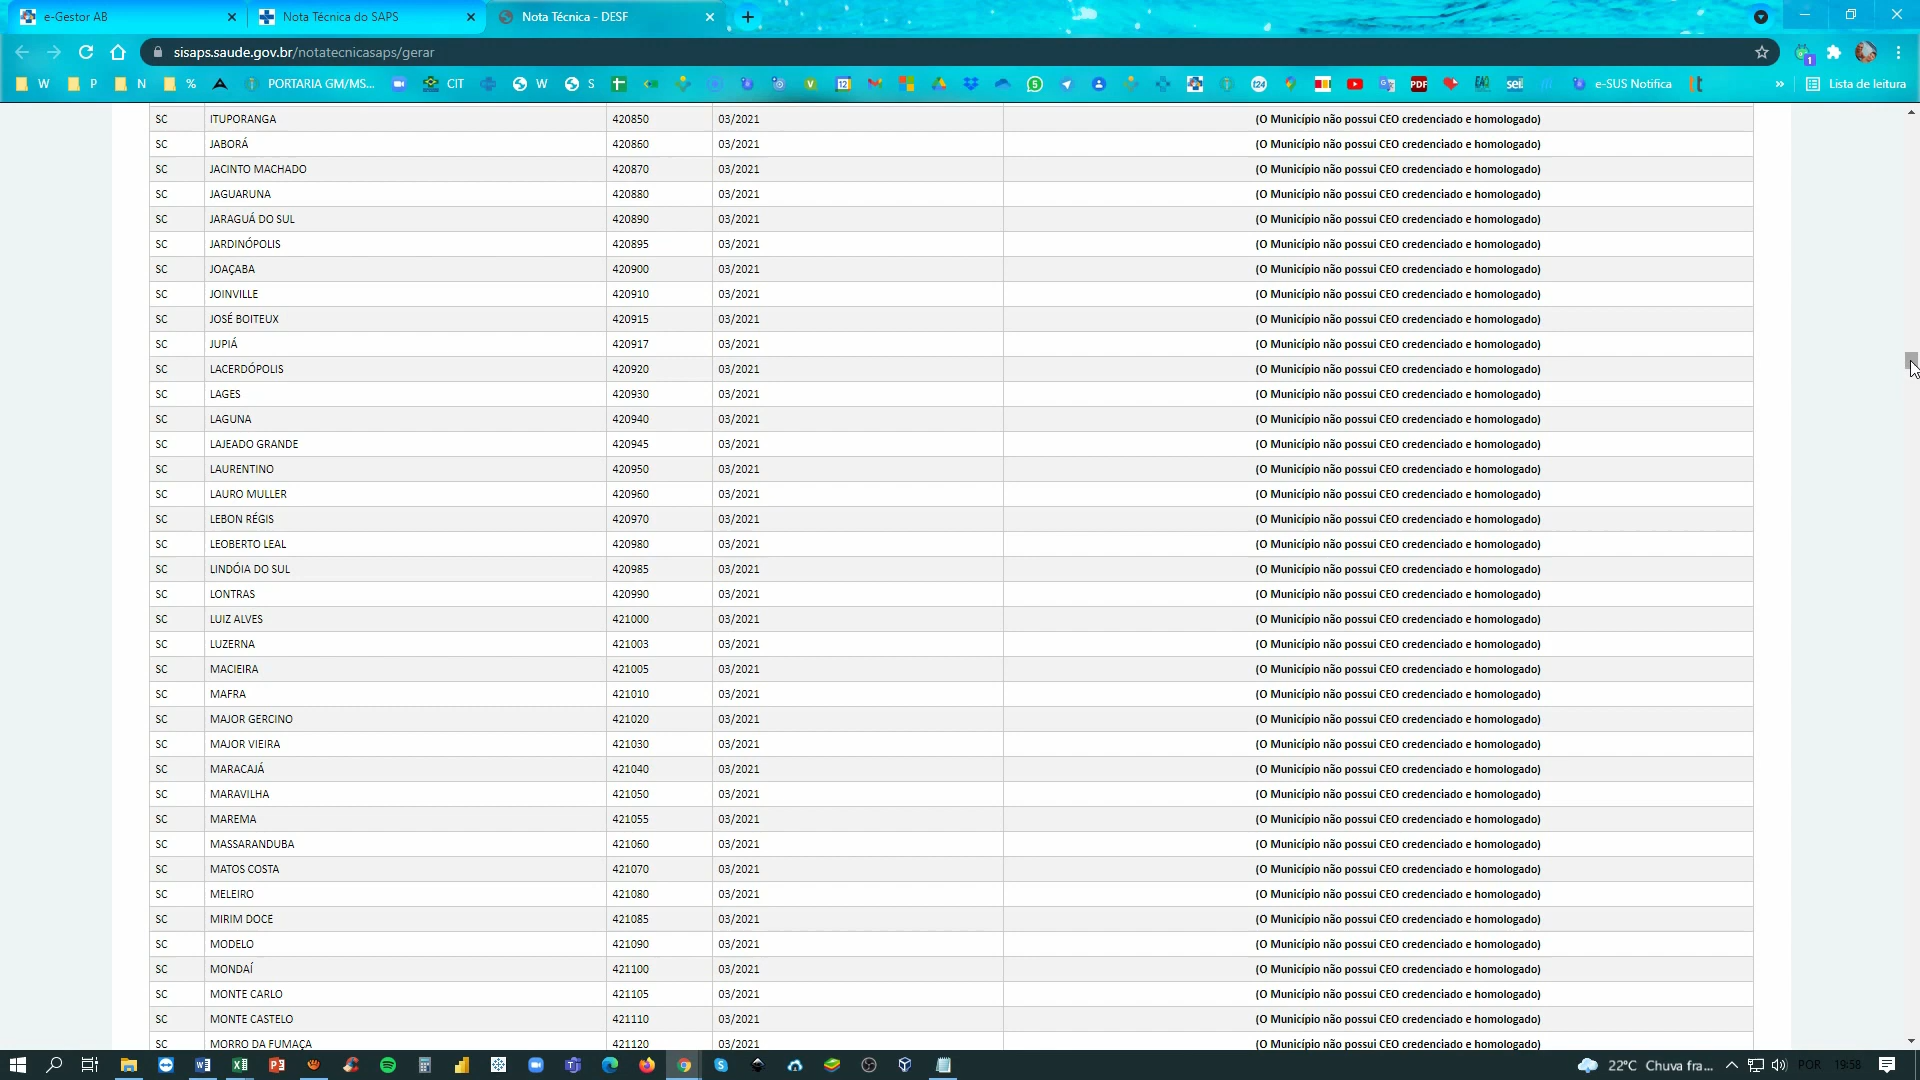 e-Gestor AB
Nota Técnica do SAPS
Nota Técnica - DESF
sisaps.saude.gov.br/notatecnicasaps/gerar
W P N % PORTARIA GM/MS... CIT W S e-SUS Notifica Lista de leitura
SC ITUPORANGA 420850 03/2021 (O Município não possui CEO credenciado e homologado)
SC JABORÁ 420860 03/2021 (O Município não possui CEO credenciado e homologado)
SC JACINTO MACHADO 420870 03/2021 (O Município não possui CEO credenciado e homologado)
SC JAGUARUNA 420880 03/2021 (O Município não possui CEO credenciado e homologado)
SC JARAGUÁ DO SUL 420890 03/2021 (O Município não possui CEO credenciado e homologado)
SC JARDINÓPOLIS 420895 03/2021 (O Município não possui CEO credenciado e homologado)
SC JOAÇABA 420900 03/2021 (O Município não possui CEO credenciado e homologado)
SC JOINVILLE 420910 03/2021 (O Município não possui CEO credenciado e homologado)
SC JOSÉ BOITEUX 420915 03/2021 (O Município não possui CEO credenciado e homologado)
SC JUPIÁ 420917 03/2021 (O Município não possui CEO credenciado e homologado)
SC LACERDÓPOLIS 420920 03/2021 (O Município não possui CEO credenciado e homologado)
SC LAGES 420930 03/2021 (O Município não possui CEO credenciado e homologado)
SC LAGUNA 420940 03/2021 (O Município não possui CEO credenciado e homologado)
SC LAJEADO GRANDE 420945 03/2021 (O Município não possui CEO credenciado e homologado)
SC LAURENTINO 420950 03/2021 (O Município não possui CEO credenciado e homologado)
SC LAURO MULLER 420960 03/2021 (O Município não possui CEO credenciado e homologado)
SC LEBON RÉGIS 420970 03/2021 (O Município não possui CEO credenciado e homologado)
SC LEOBERTO LEAL 420980 03/2021 (O Município não possui CEO credenciado e homologado)
SC LINDÓIA DO SUL 420985 03/2021 (O Município não possui CEO credenciado e homologado)
SC LONTRAS 420990 03/2021 (O Município não possui CEO credenciado e homologado)
SC LUIZ ALVES 421000 03/2021 (O Município não possui CEO credenciado e homologado)
SC LUZERNA 421003 03/2021 (O Município não possui CEO credenciado e homologado)
SC MACIEIRA 421005 03/2021 (O Município não possui CEO credenciado e homologado)
SC MAFRA 421010 03/2021 (O Município não possui CEO credenciado e homologado)
SC MAJOR GERCINO 421020 03/2021 (O Município não possui CEO credenciado e homologado)
SC MAJOR VIEIRA 421030 03/2021 (O Município não possui CEO credenciado e homologado)
SC MARACAJÁ 421040 03/2021 (O Município não possui CEO credenciado e homologado)
SC MARAVILHA 421050 03/2021 (O Município não possui CEO credenciado e homologado)
SC MAREMA 421055 03/2021 (O Município não possui CEO credenciado e homologado)
SC MASSARANDUBA 421060 03/2021 (O Município não possui CEO credenciado e homologado)
SC MATOS COSTA 421070 03/2021 (O Município não possui CEO credenciado e homologado)
SC MELEIRO 421080 03/2021 (O Município não possui CEO credenciado e homologado)
SC MIRIM DOCE 421085 03/2021 (O Município não possui CEO credenciado e homologado)
SC MODELO 421090 03/2021 (O Município não possui CEO credenciado e homologado)
SC MONDAÍ 421100 03/2021 (O Município não possui CEO credenciado e homologado)
SC MONTE CARLO 421105 03/2021 (O Município não possui CEO credenciado e homologado)
SC MONTE CASTELO 421110 03/2021 (O Município não possui CEO credenciado e homologado)
SC MORRO DA FUMAÇA 421120 03/2021 (O Município não possui CEO credenciado e homologado)
22°C Chuva fra... POR 19:58